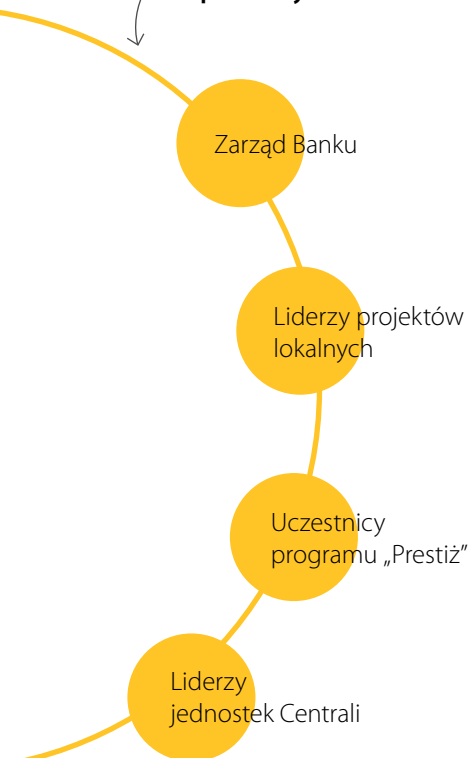 Zarząd Banku
Liderzy projektów
lokalnych
Uczestnicy
programu „Prestiż”
Liderzy
jednostek Centrali